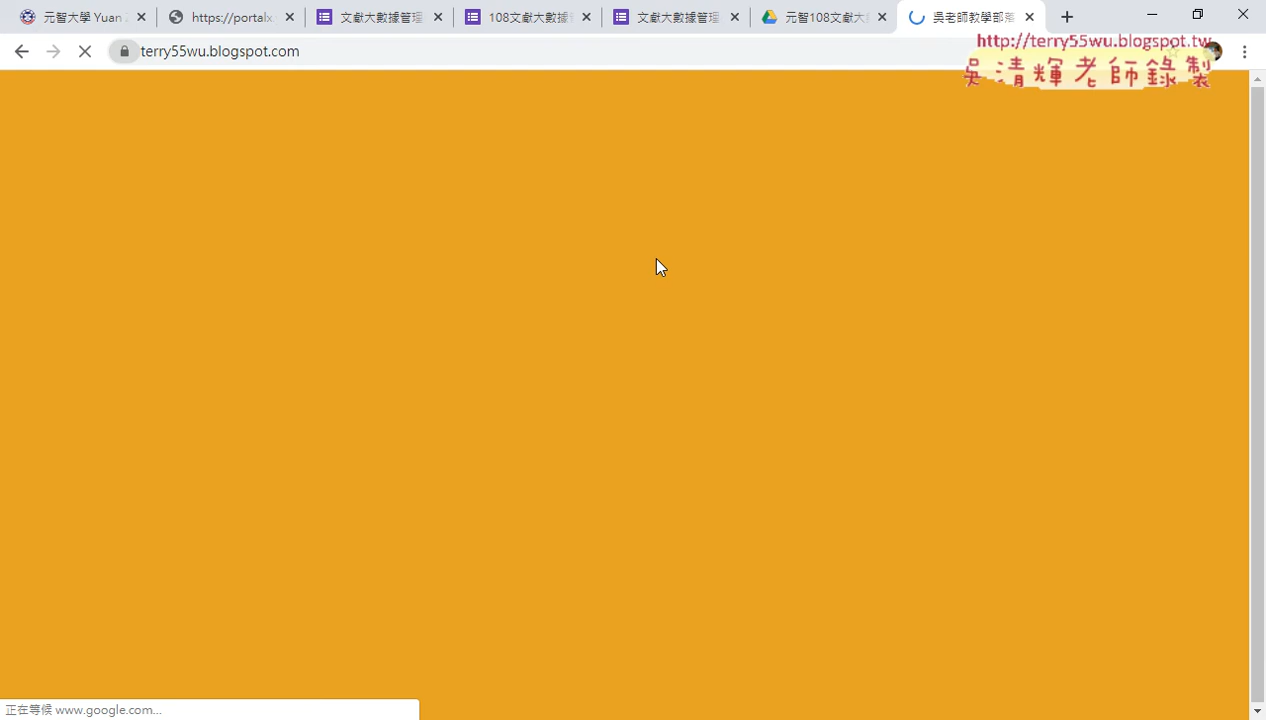 元智大學 Yuan
https://portalx
文獻大數據管理
108文獻大數據
文獻大數據管理
元智108文獻大
吳老師教學部落
terry55wu.blogspot.com
http://terry55wu.blogspot.tw
吳清輝老師錄製
正在等候 www.google.com...